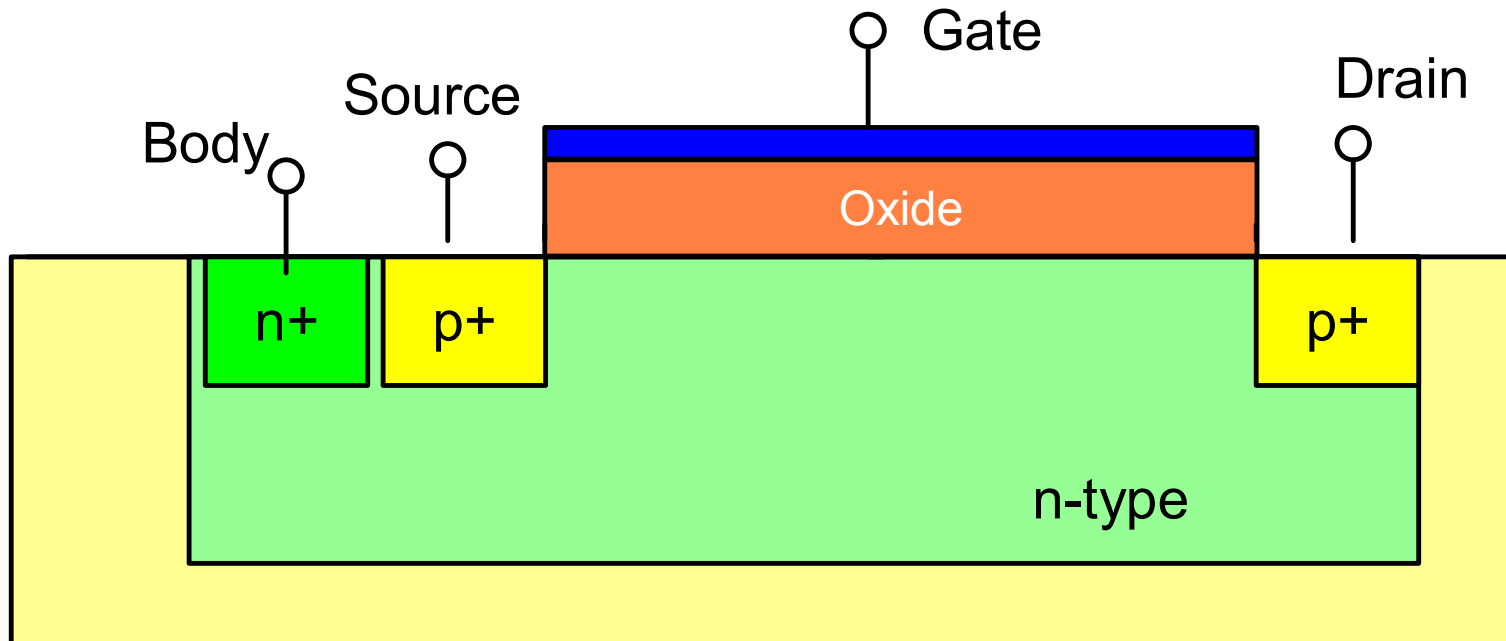 Gate
Source
Drain
Body
Oxide
n+
p+
p+
n-type